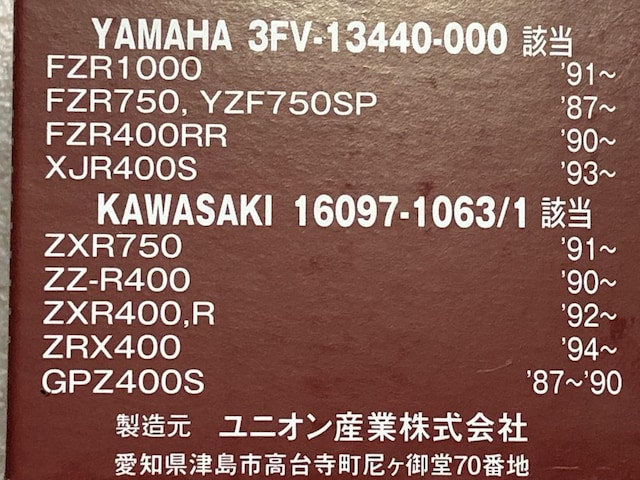 YAMAHA 3FV-13440-000 該当
FZR1000 '91~
FZR750, YZF750SP '87~
FZR400RR '90~
XJR400S '93~
KAWASAKI 16097-1063/1 該当
ZXR750 '91~
ZZ-R400 '90~
ZXR400,R '92~
ZRX400 '94~
GPZ400S '87~'90
製造元 ユニオン産業株式会社
愛知県津島市高台寺町尼ヶ御堂70番地